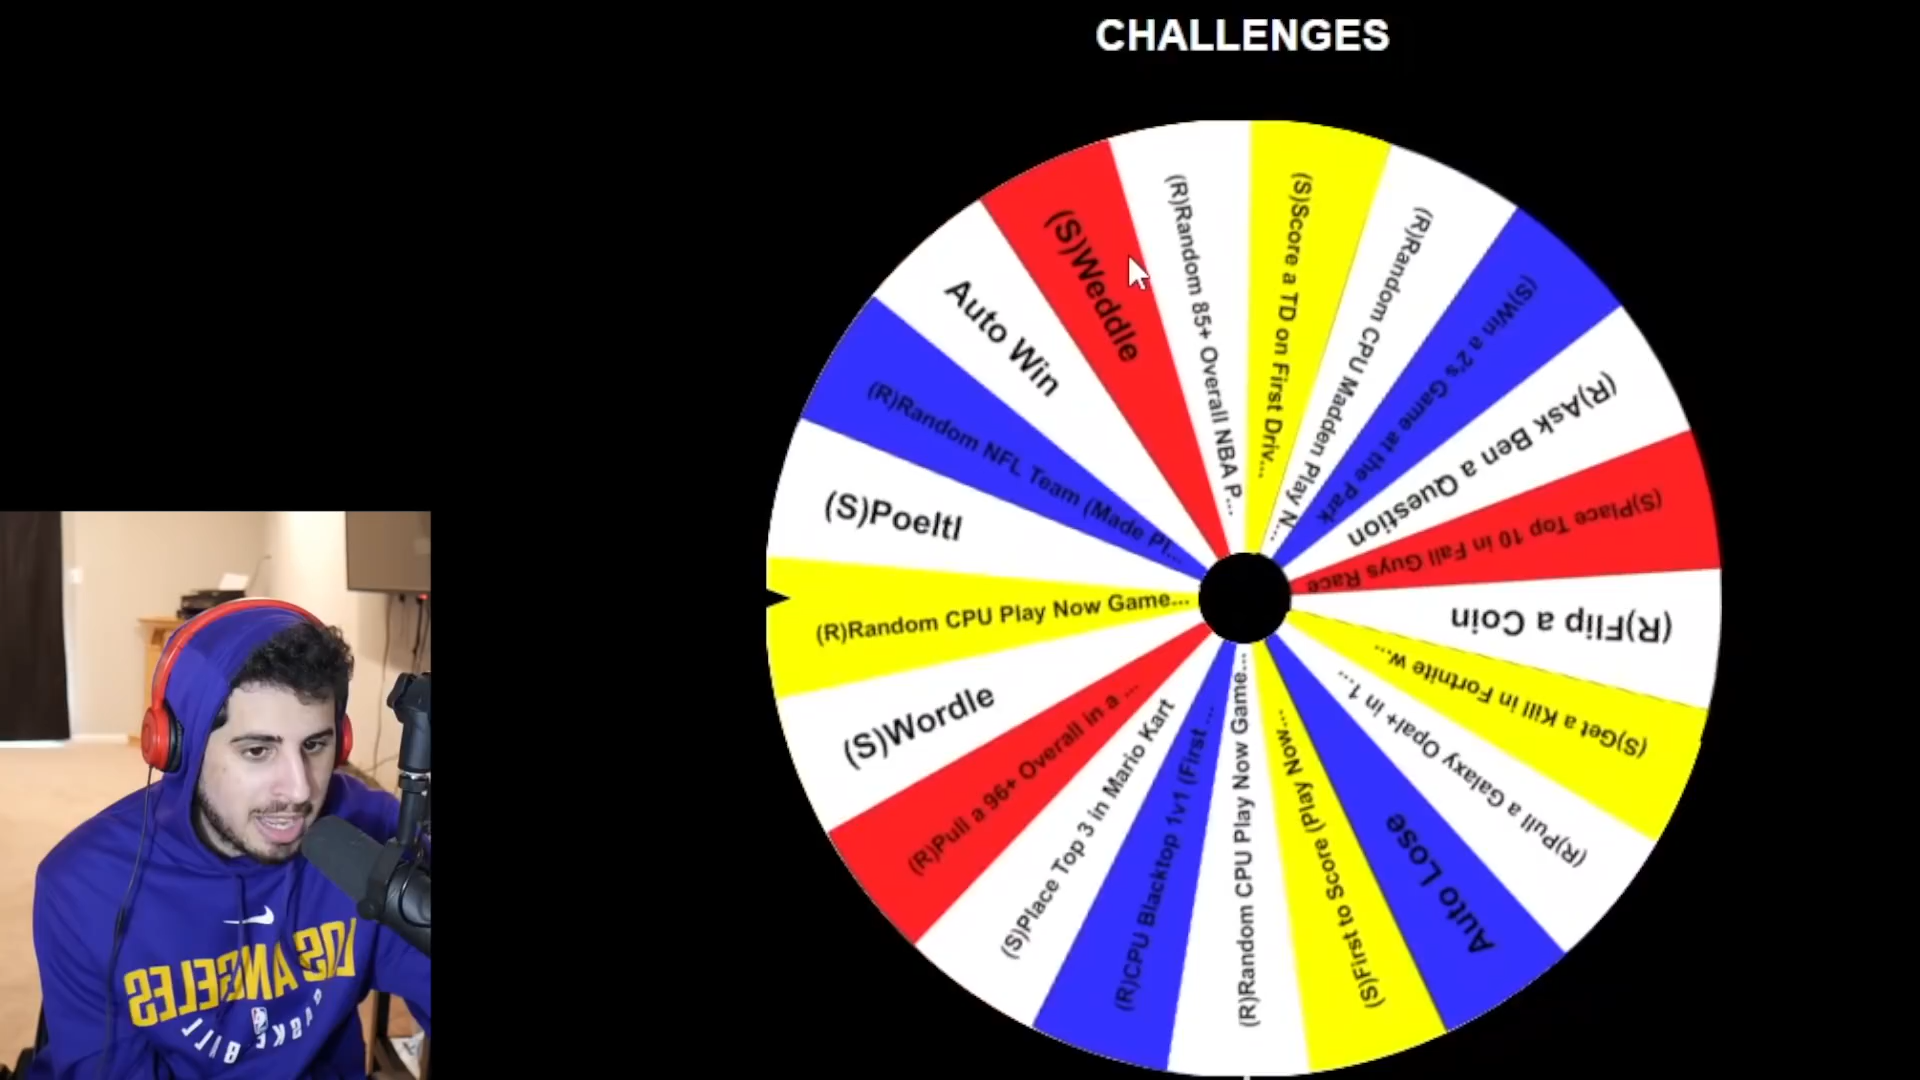 CHALLENGES
(S)Score a TD on First Driv...
(R)Random CPU Madden Play N...
(S)Win a 2's Game at the Park
(R)Ask Ben a Question
(S)Place Top 10 in Fall Guys Race
(R)Flip a Coin
(S)Get a Kill in Fortnite w...
(R)Pull a Galaxy Opal+ in 1...
Auto Lose
(S)First to Score (Play Now...
(R)Random CPU Play Now Game...
(R)CPU Blacktop 1v1 (First ...
(S)Place Top 3 in Mario Kart
(R)Pull a 96+ Overall in a ...
(S)Wordle
(R)Random CPU Play Now Game...
(S)Poeltl
(R)Random NFL Team (Made Pl...
Auto Win
(S)Weddle
(R)Random 85+ Overall NBA P...
LOS ANGELES